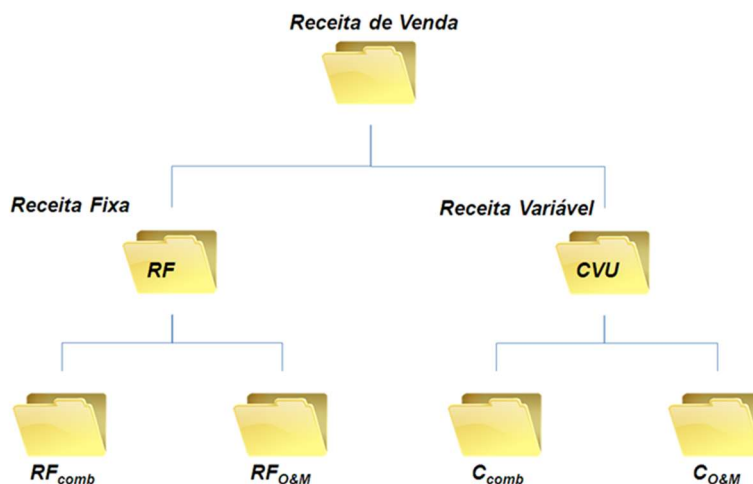 Receita de Venda
Receita Fixa
Receita Variável
RF
CVU
RFcomb
RFO&M
Ccomb
CO&M